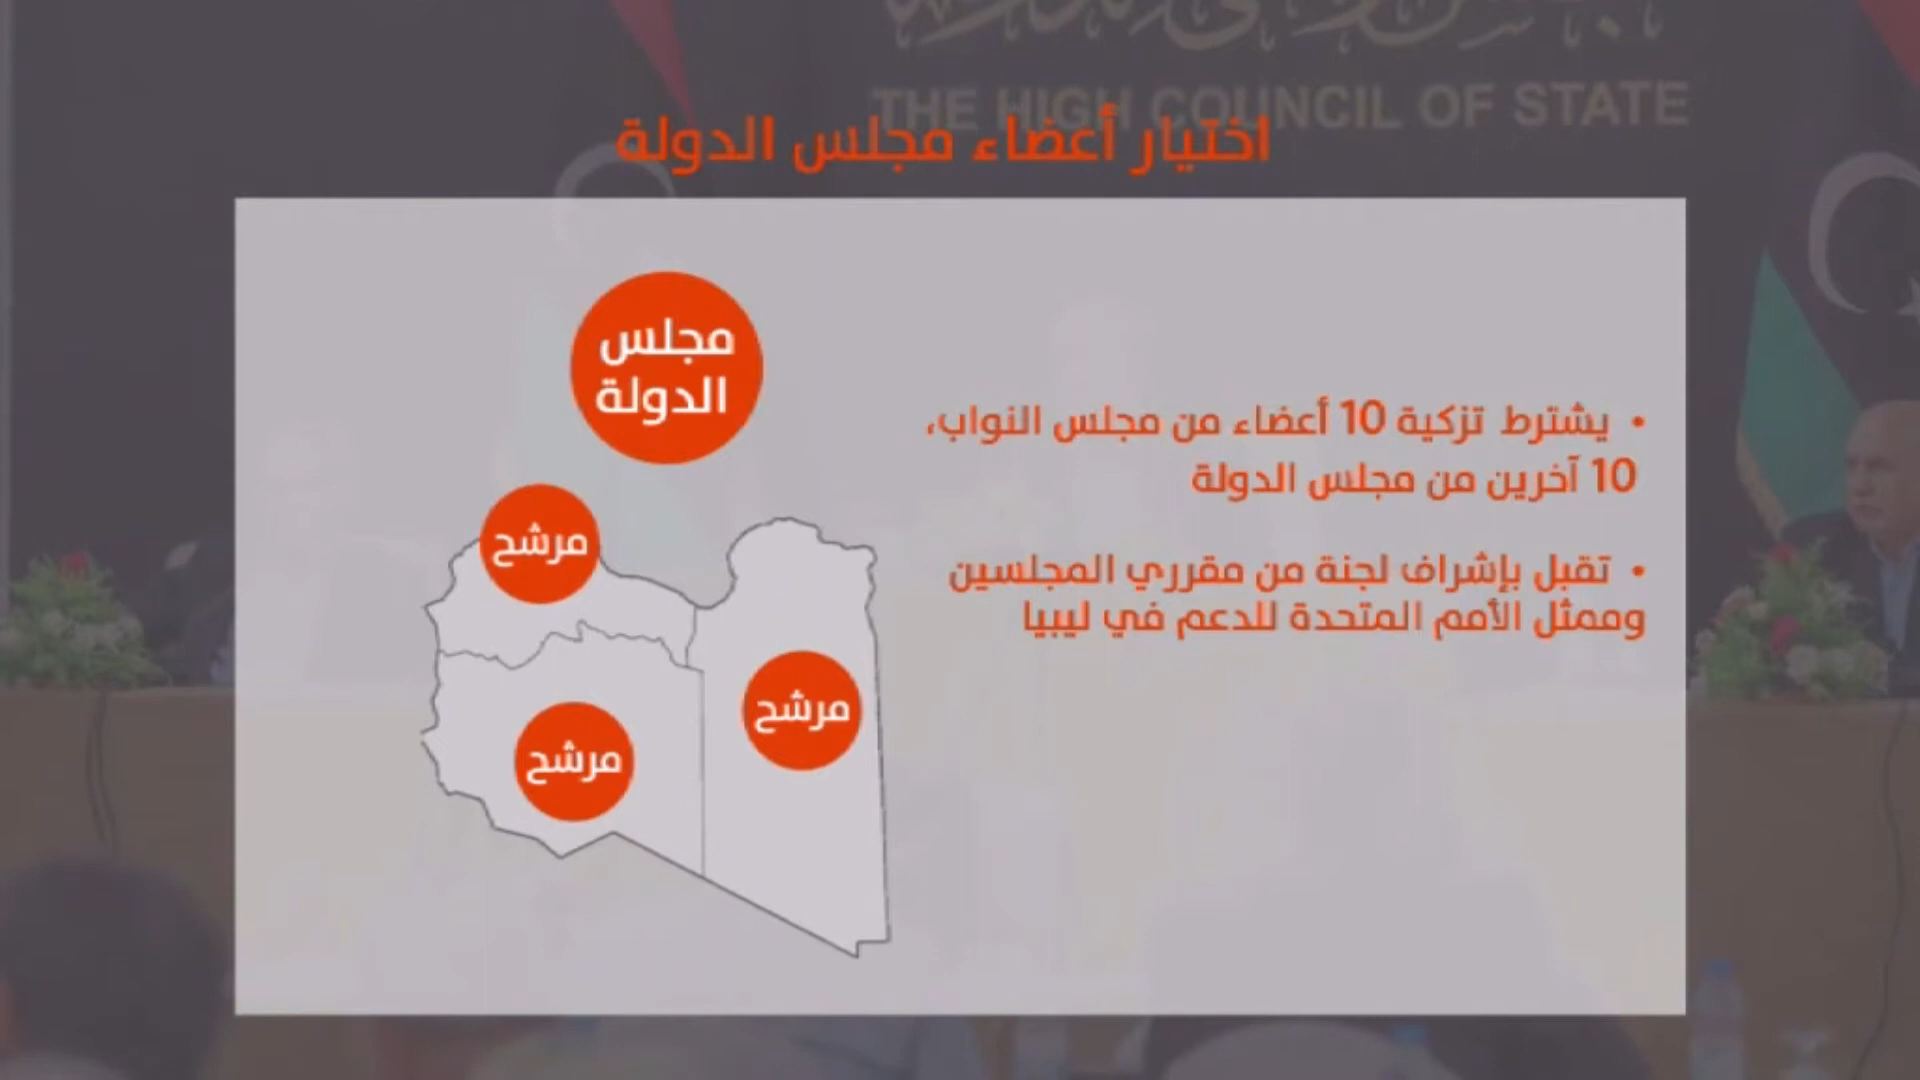 THE HIGH COUNCIL OF STATE
اختيار أعضاء مجلس الدولة
مجلس
الدولة
• يشترط تزكية 10 أعضاء من مجلس النواب،
10 آخرين من مجلس الدولة
• تقبل بإشراف لجنة من مقرري المجلسين
وممثل الأمم المتحدة للدعم في ليبيا
مرشح
مرشح
مرشح